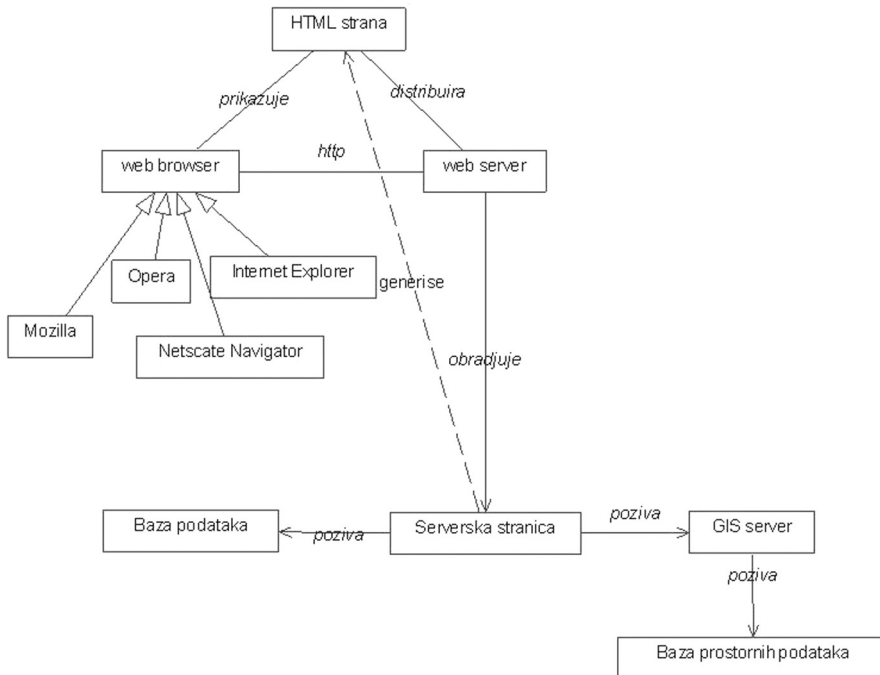 HTML strana
prikazuje
distribuira
http
web browser
web server
Internet Explorer
Opera
generise
Mozilla
Netscate Navigator
obradjuje
Baza podataka
poziva
Serverska stranica
poziva
GIS server
poziva
Baza prostornih podataka